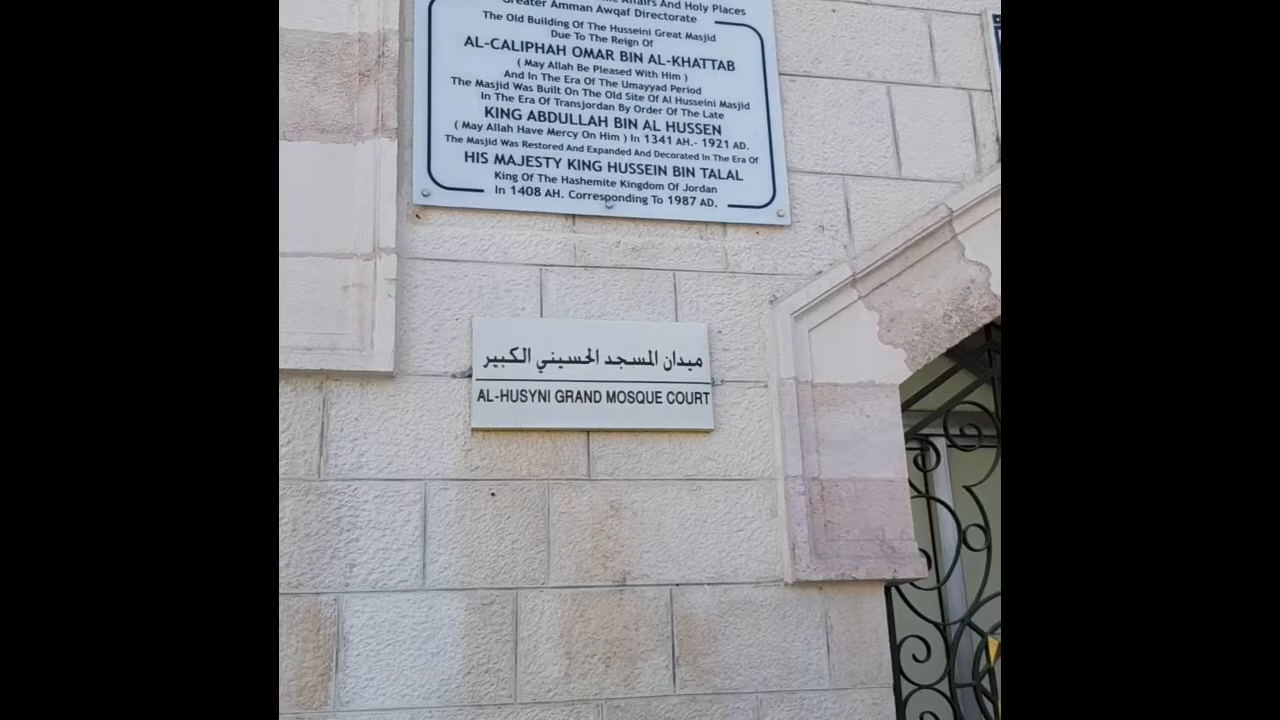 Affairs And Holy Places
Greater Amman Awqaf Directorate
The Old Building Of The Husseini Great Masjid
Due To The Reign Of
AL-CALIPHAH OMAR BIN AL-KHATTAB
( May Allah Be Pleased With Him )
And In The Era Of The Umayyad Period
The Masjid Was Built On The Old Site Of Al Husseini Masjid
In The Era Of Transjordan By Order Of The Late
KING ABDULLAH BIN AL HUSSEN
( May Allah Have Mercy On Him ) In 1341 AH.- 1921 AD.
The Masjid Was Restored And Expanded And Decorated In The Era Of
HIS MAJESTY KING HUSSEIN BIN TALAL
King Of The Hashemite Kingdom Of Jordan
In 1408 AH. Corresponding To 1987 AD.
ميدان المسجد الحسيني الكبير
AL-HUSYNI GRAND MOSQUE COURT